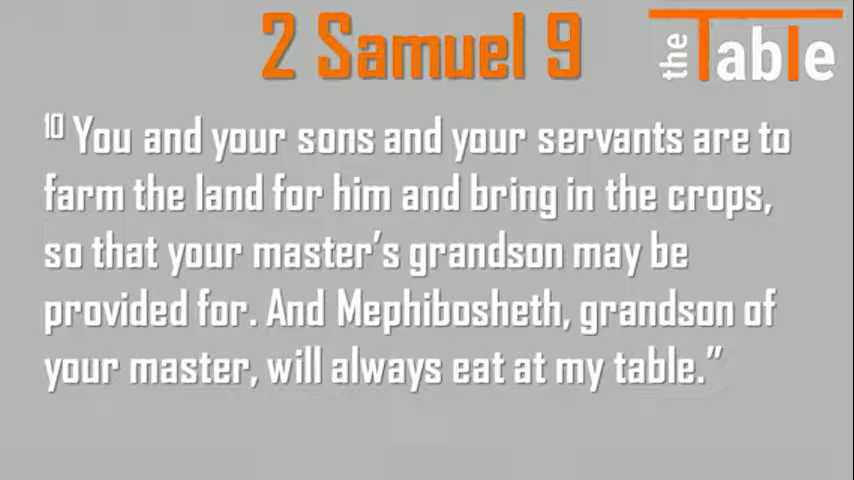 2 Samuel 9
the Table
10 You and your sons and your servants are to
farm the land for him and bring in the crops,
so that your master's grandson may be
provided for. And Mephibosheth, grandson of
your master, will always eat at my table.”